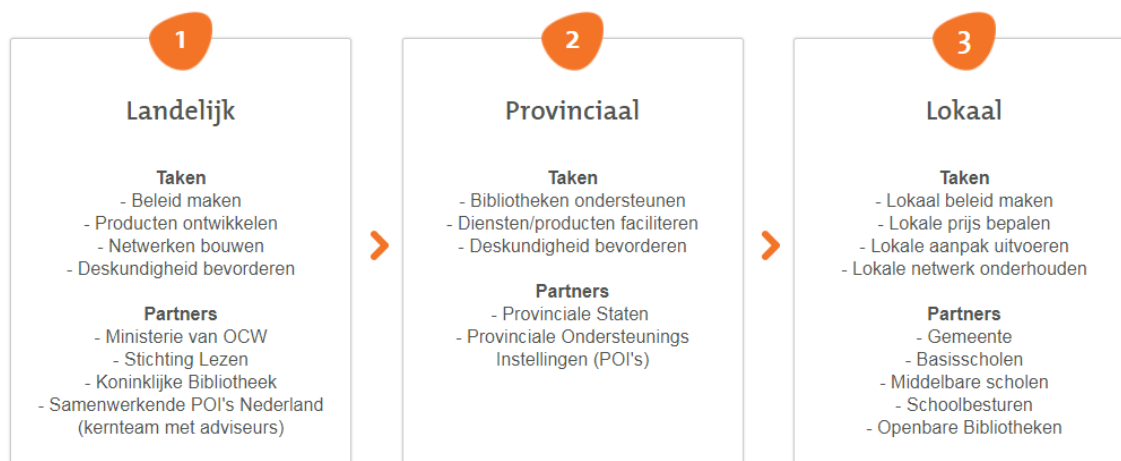 1
Landelijk
Taken
- Beleid maken
- Producten ontwikkelen
- Netwerken bouwen
- Deskundigheid bevorderen
Partners
- Ministerie van OCW
- Stichting Lezen
- Koninklijke Bibliotheek
- Samenwerkende POI's Nederland
(kernteam met adviseurs)
2
Provinciaal
Taken
- Bibliotheken ondersteunen
- Diensten/producten faciliteren
- Deskundigheid bevorderen
Partners
- Provinciale Staten
- Provinciale Ondersteunings
Instellingen (POI's)
3
Lokaal
Taken
- Lokaal beleid maken
- Lokale prijs bepalen
- Lokale aanpak uitvoeren
- Lokale netwerk onderhouden
Partners
- Gemeente
- Basisscholen
- Middelbare scholen
- Schoolbesturen
- Openbare Bibliotheken